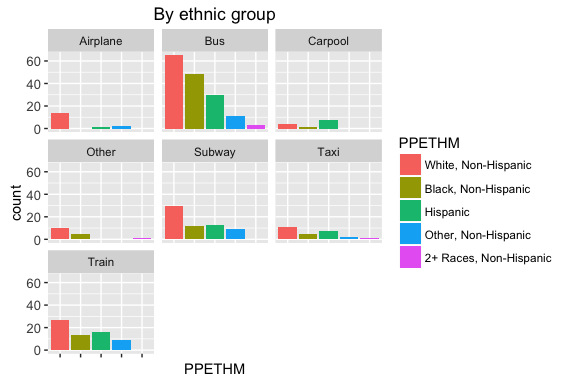 By ethnic group
Airplane
Bus
Carpool
60
40
20
0
Other
Subway
Taxi
60
40
20
0
Train
60
40
20
0
count
PPETHM
PPETHM
White, Non-Hispanic
Black, Non-Hispanic
Hispanic
Other, Non-Hispanic
2+ Races, Non-Hispanic